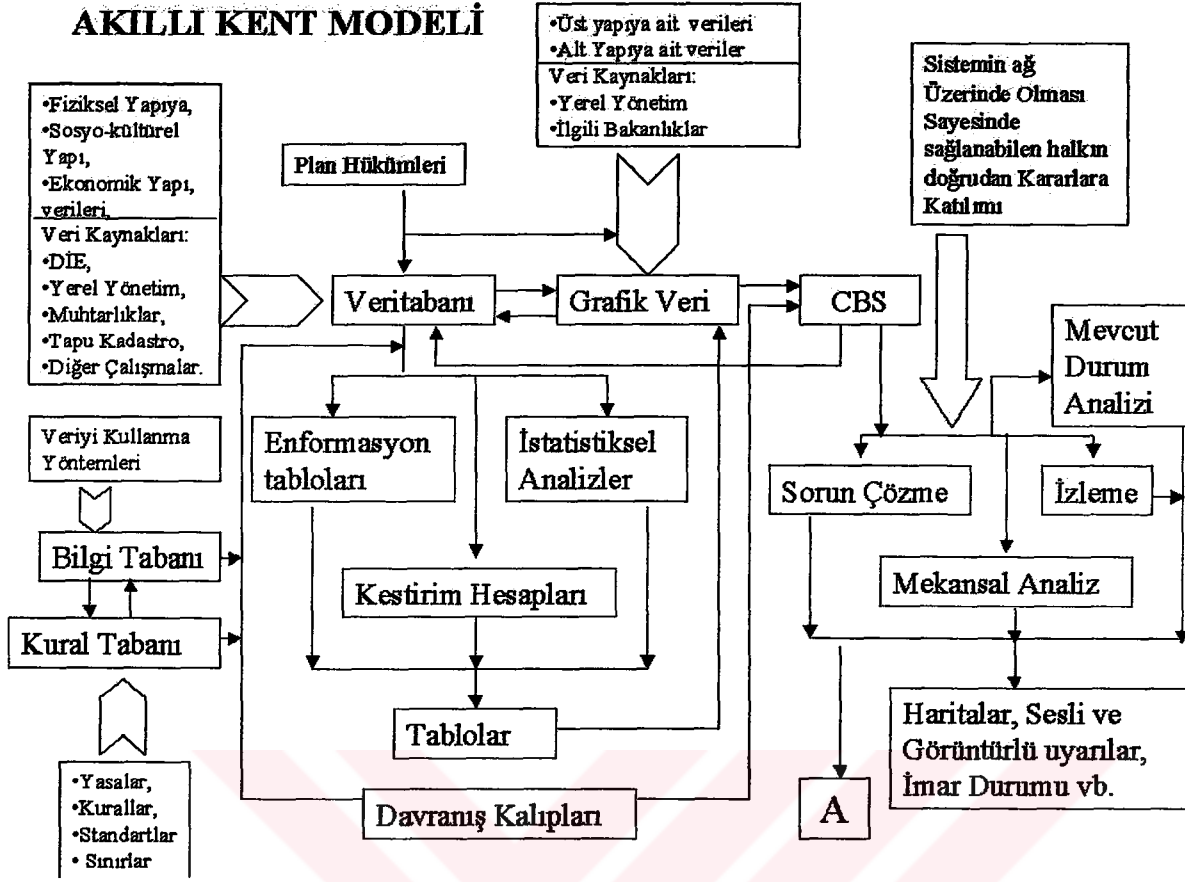 AKILLI KENT MODELİ
•Üst yapıya ait verileri
•Alt Yapıya ait veriler
Veri Kaynakları:
•Yerel Yönetim
•İlgili Bakanlıklar
Sistemin ağ
Üzerinde Olması
Sayesinde
sağlanabilen halkın
doğrudan Kararlara
Katılımı
•Fiziksel Yapıya,
•Sosyo-kültürel
Yapı,
•Ekonomik Yapı,
verileri,
Veri Kaynakları:
•DİE,
•Yerel Yönetim,
•Muhtarlıklar,
•Tapu Kadastro,
•Diğer Çalışmalar.
Plan Hükümleri
Veritabanı
Grafik Veri
CBS
Mevcut
Durum
Analizi
Veriyi Kullanma
Yöntemleri
Enformasyon
tabloları
İstatistiksel
Analizler
Sorun Çözme
İzleme
Bilgi Tabanı
Kestirim Hesapları
Mekansal Analiz
Kural Tabanı
Tablolar
Haritalar, Sesli ve
Görüntürlü uyarılar,
İmar Durumu vb.
•Yasalar,
•Kurallar,
•Standartlar
• Sınırlar
Davranış Kalıpları
A